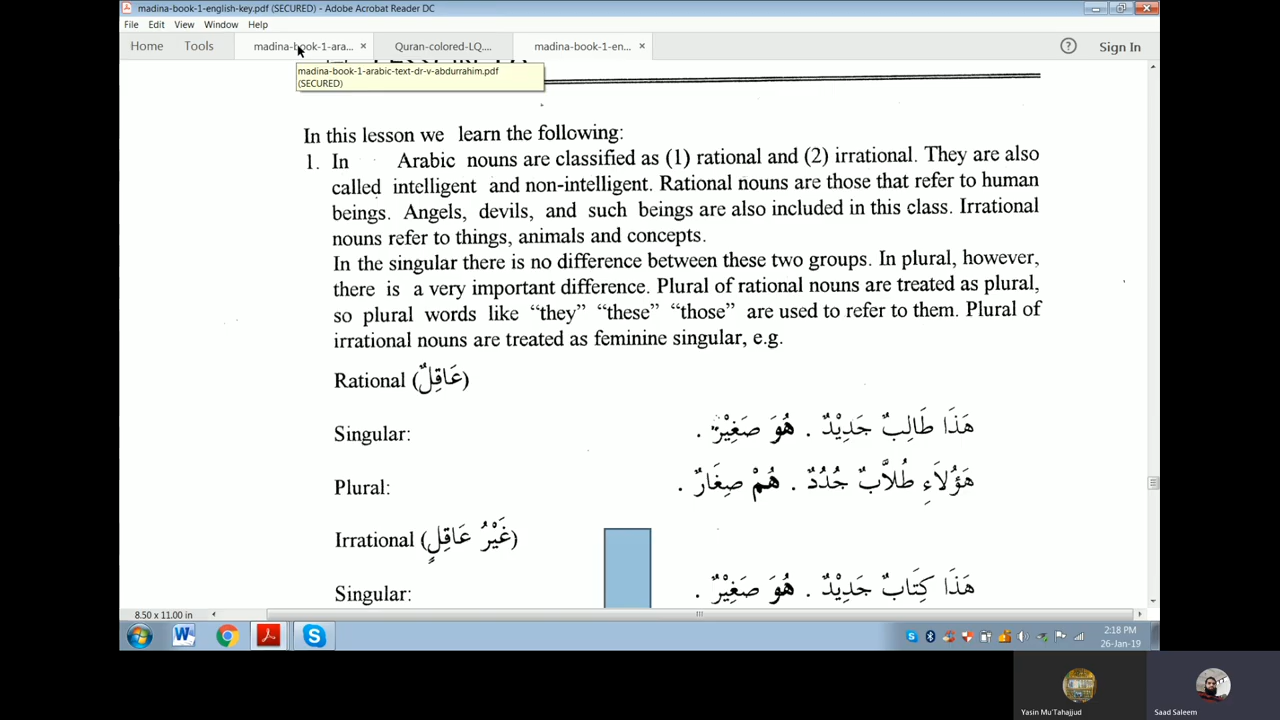 madina-book-1-english-key.pdf (SECURED) - Adobe Acrobat Reader DC
File Edit View Window Help
Home Tools madina-book-1-ara... × Quran-colored-LQ.... madina-book-1-en... × ? Sign In
madina-book-1-arabic-text-dr-v-abdurrahim.pdf
(SECURED)
In this lesson we learn the following:
1. In Arabic nouns are classified as (1) rational and (2) irrational. They are also
called intelligent and non-intelligent. Rational nouns are those that refer to human
beings. Angels, devils, and such beings are also included in this class. Irrational
nouns refer to things, animals and concepts.
In the singular there is no difference between these two groups. In plural, however,
there is a very important difference. Plural of rational nouns are treated as plural,
so plural words like “they” “these” “those” are used to refer to them. Plural of
irrational nouns are treated as feminine singular, e.g.
Rational (عَاقِلٌ)
Singular: هَذَا طَالِبٌ جَدِيْدٌ . هُوَ صَغِيْرٌ .
Plural: هَؤُلَاءِ طُلَّابٌ جُدُدٌ . هُمْ صِغَارٌ .
Irrational (غَيْرُ عَاقِلٍ)
Singular: هَذَا كِتَابٌ جَدِيْدٌ . هُوَ صَغِيْرٌ .
8.50 x 11.00 in
2:18 PM
26-Jan-19
Yasin Mu'Tahajjud Saad Saleem